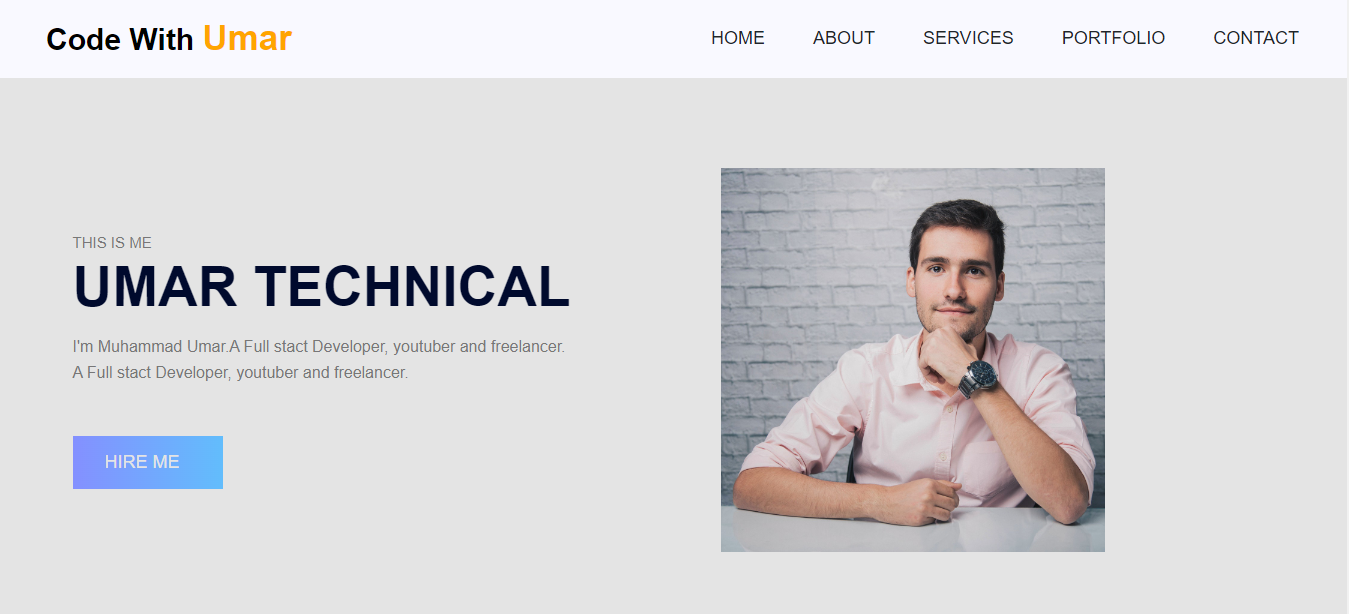 Code With Umar
HOME ABOUT SERVICES PORTFOLIO CONTACT
THIS IS ME
UMAR TECHNICAL
I'm Muhammad Umar.A Full stact Developer, youtuber and freelancer.
A Full stact Developer, youtuber and freelancer.
HIRE ME